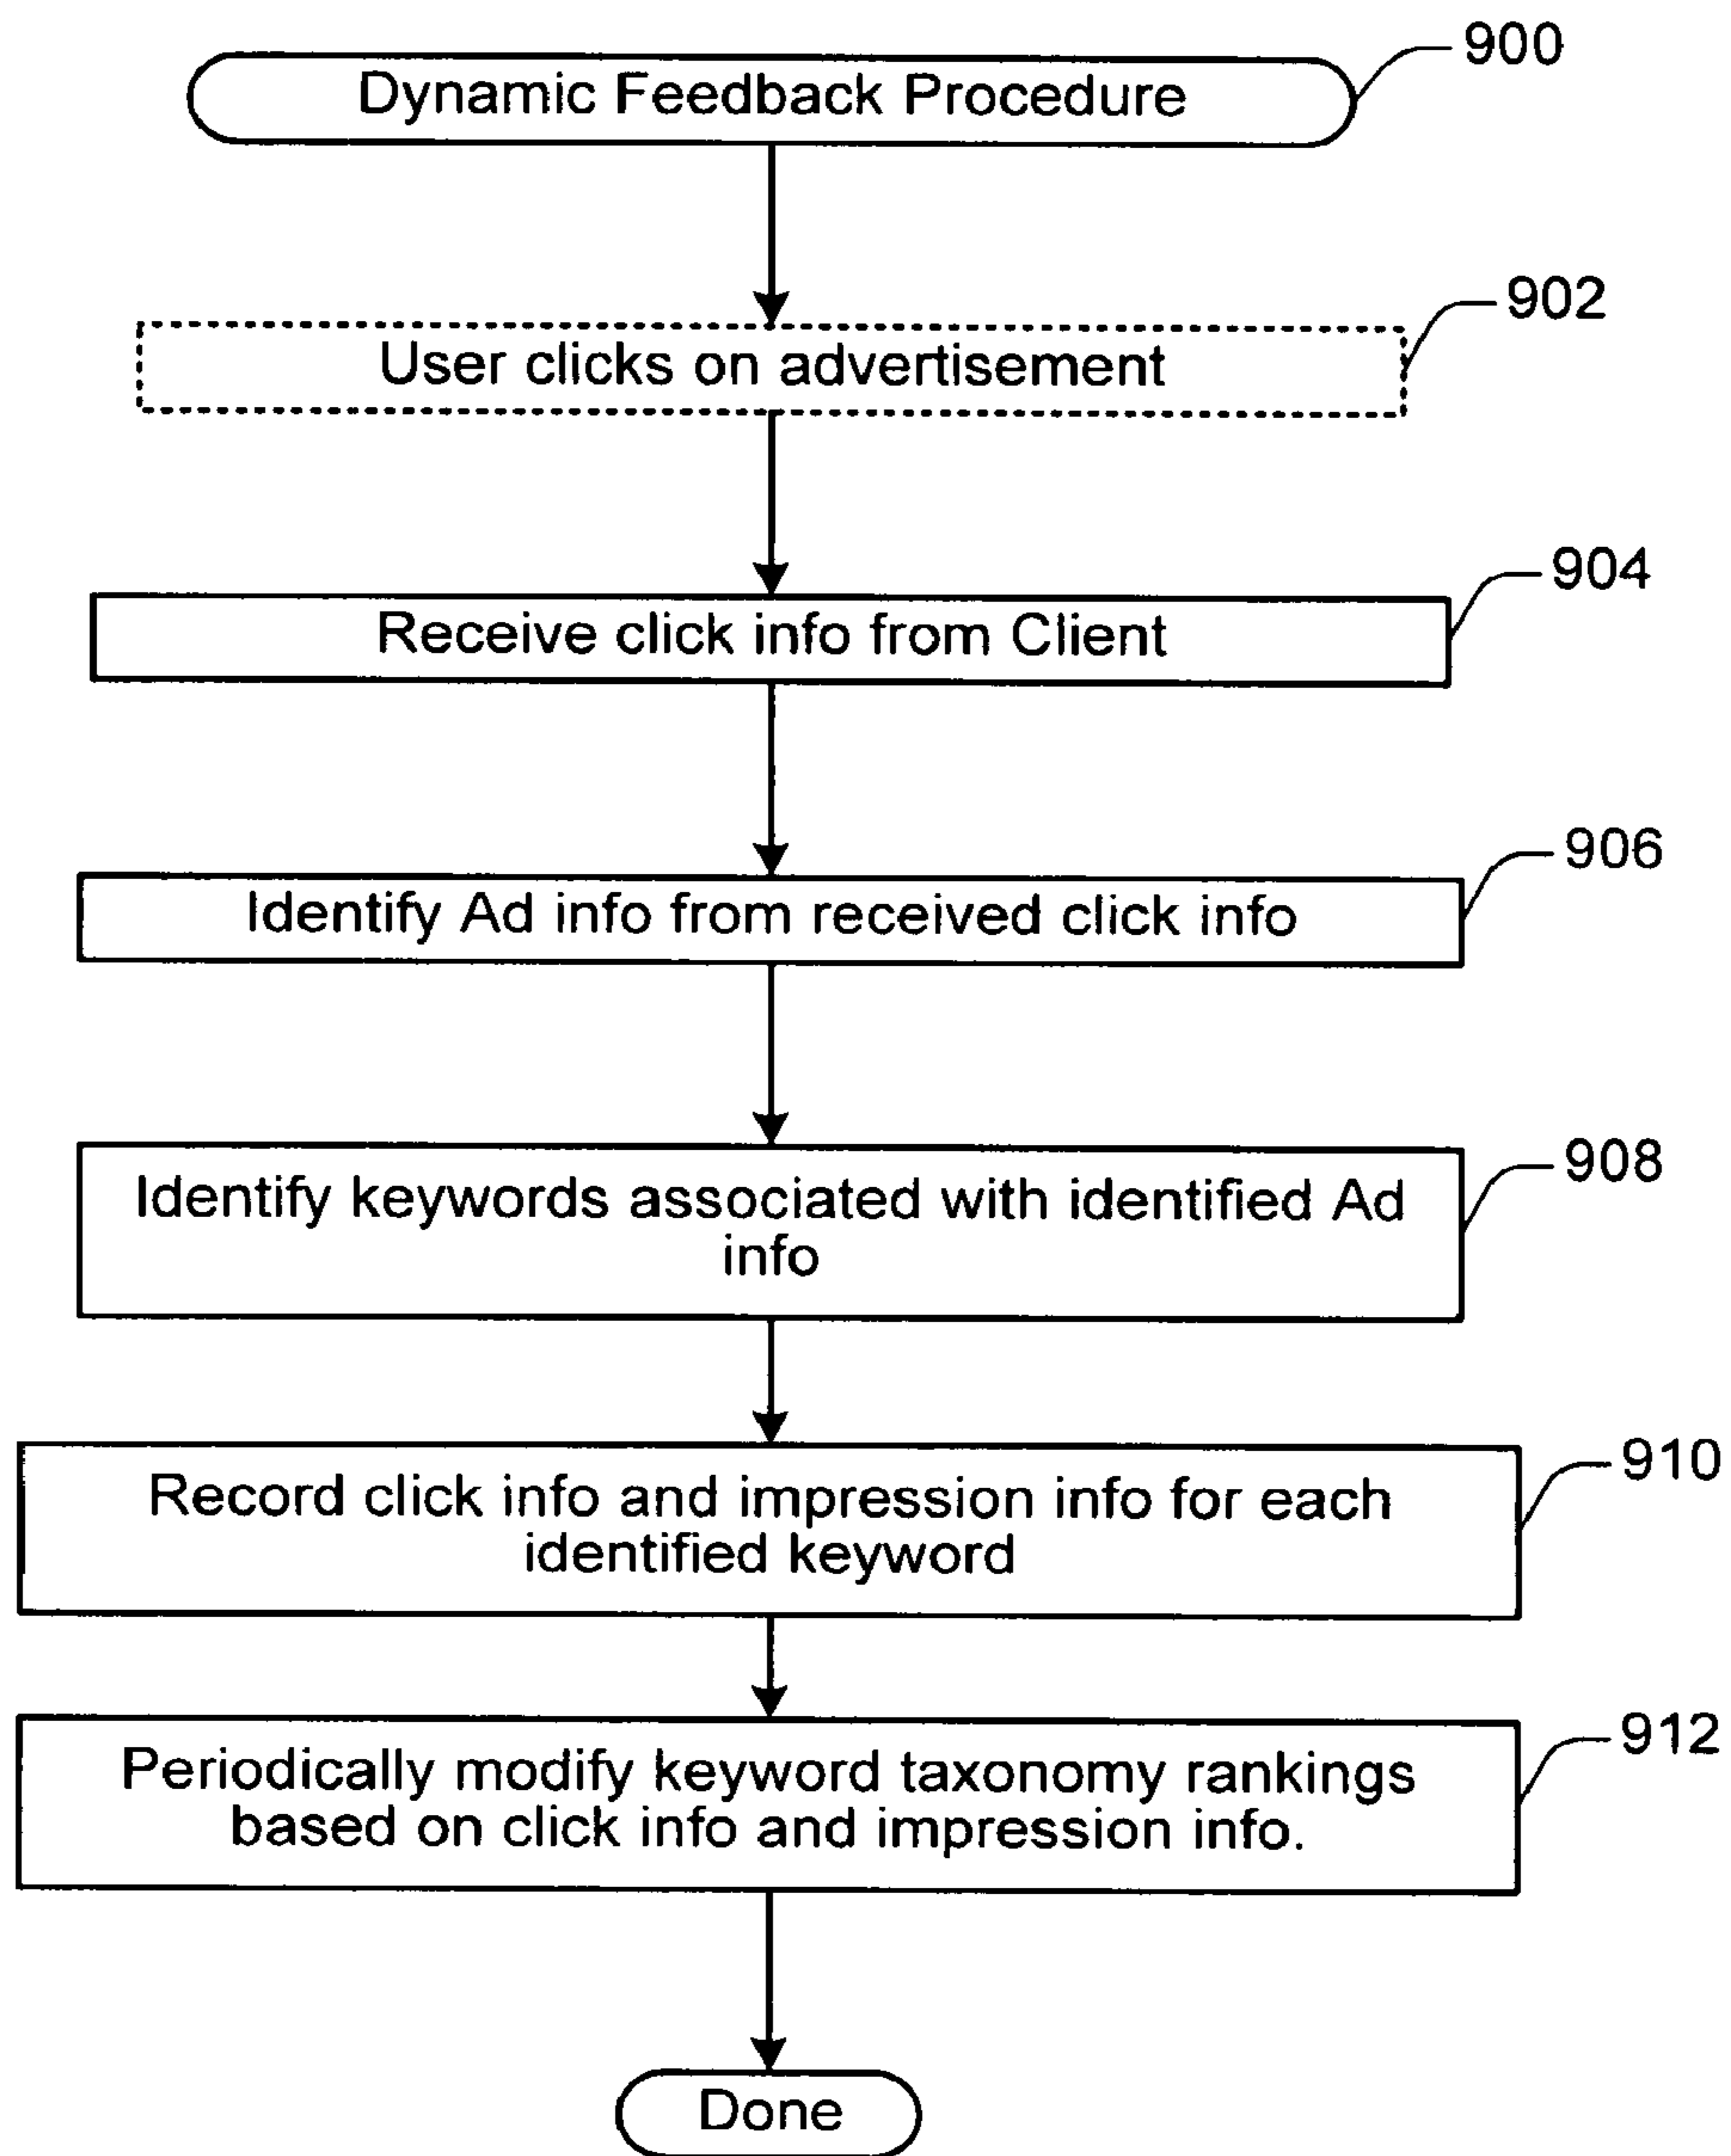 900
Dynamic Feedback Procedure
902
User clicks on advertisement
904
Receive click info from Client
906
Identify Ad info from received click info
908
Identify keywords associated with identified Ad
info
910
Record click info and impression info for each
identified keyword
912
Periodically modify keyword taxonomy rankings
based on click info and impression info.
Done